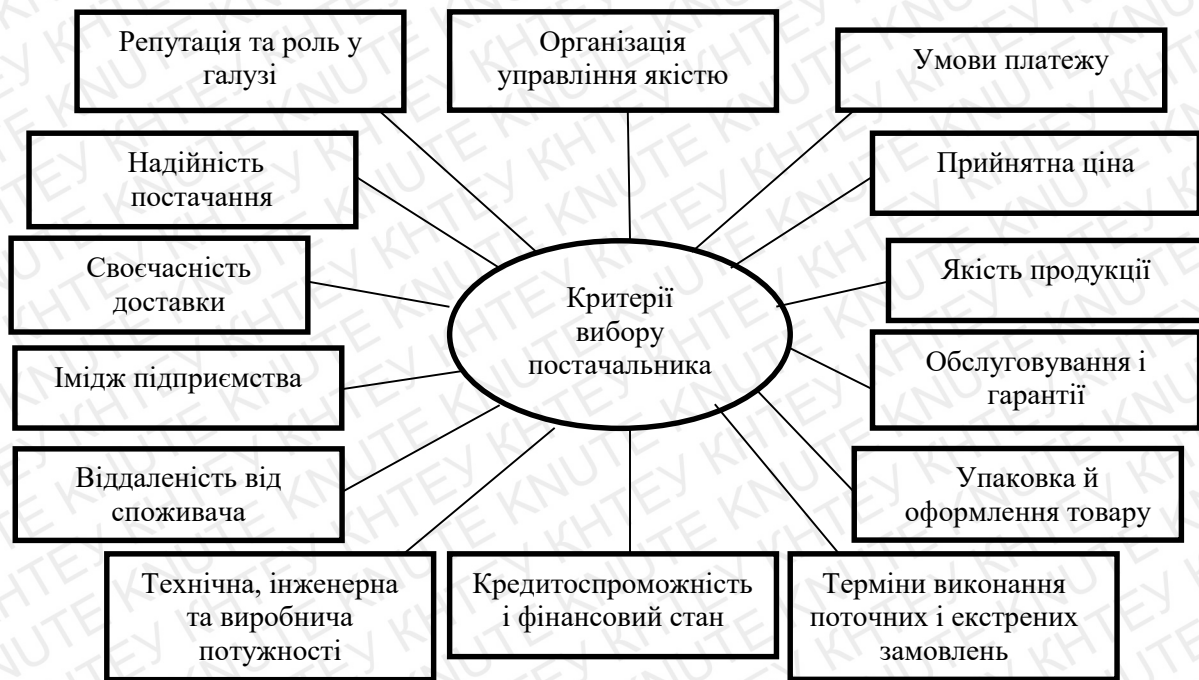 Репутація та роль у
галузі
Організація
управління якістю
Умови платежу
Надійність
постачання
Прийнятна ціна
Своєчасність
доставки
Якість продукції
Критерії
вибору
постачальника
Імідж підприємства
Обслуговування і
гарантії
Віддаленість від
споживача
Упаковка й
оформлення товару
Технічна, інженерна
та виробнича
потужності
Кредитоспроможність
і фінансовий стан
Терміни виконання
поточних і екстрених
замовлень